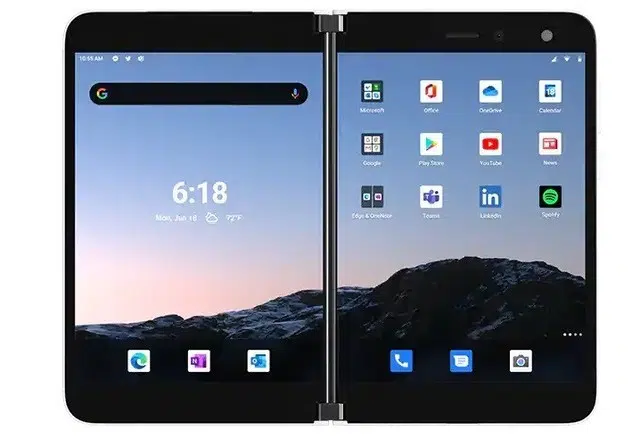 10:55 AM
6:18
Mon, Jun 18 72°F
Microsoft Office OneDrive Calendar
Google Play Store YouTube News
Edge & OneNote Teams LinkedIn Spotify